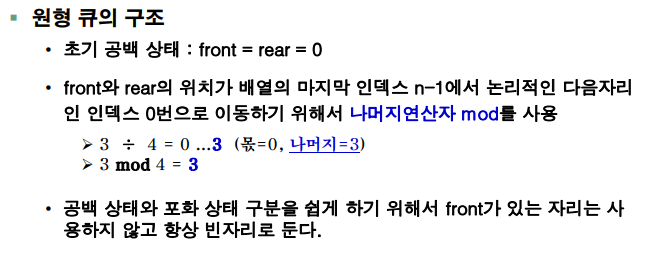 ▪ 원형 큐의 구조
• 초기 공백 상태 : front = rear = 0
• front와 rear의 위치가 배열의 마지막 인덱스 n-1에서 논리적인 다음자리
인 인덱스 0번으로 이동하기 위해서 나머지연산자 mod를 사용
➢ 3 ÷ 4 = 0 ...3 (몫=0, 나머지=3)
➢ 3 mod 4 = 3
• 공백 상태와 포화 상태 구분을 쉽게 하기 위해서 front가 있는 자리는 사
용하지 않고 항상 빈자리로 둔다.